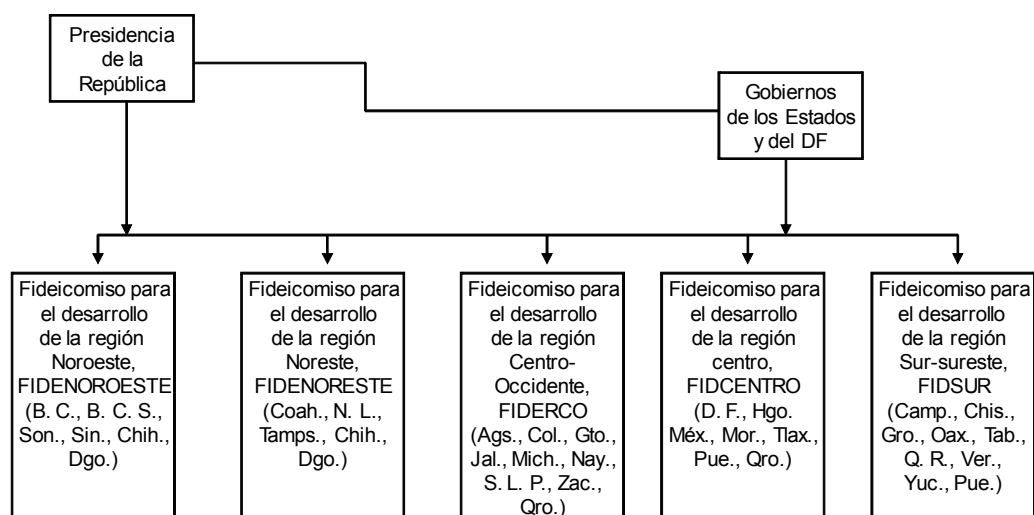 Presidencia
de la
República
Gobiernos
de los Estados
y del DF
Fideicomiso para
el desarrollo
de la región
Noroeste,
FIDENOROESTE
(B. C., B. C. S.,
Son., Sin., Chih.,
Dgo.)
Fideicomiso para
el desarrollo
de la región
Noreste,
FIDENORESTE
(Coah., N. L.,
Tamps., Chih.,
Dgo.)
Fideicomiso para
el desarrollo
de la región
Centro-
Occidente,
FIDERCO
(Ags., Col., Gto.,
Jal., Mich., Nay.,
S. L. P., Zac.,
Qro.)
Fideicomiso para
el desarrollo
de la región
centro,
FIDCENTRO
(D. F., Hgo.
Méx., Mor., Tlax.,
Pue., Qro.)
Fideicomiso para
el desarrollo
de la región
Sur-sureste,
FIDSUR
(Camp., Chis.,
Gro., Oax., Tab.,
Q. R., Ver.,
Yuc., Pue.)